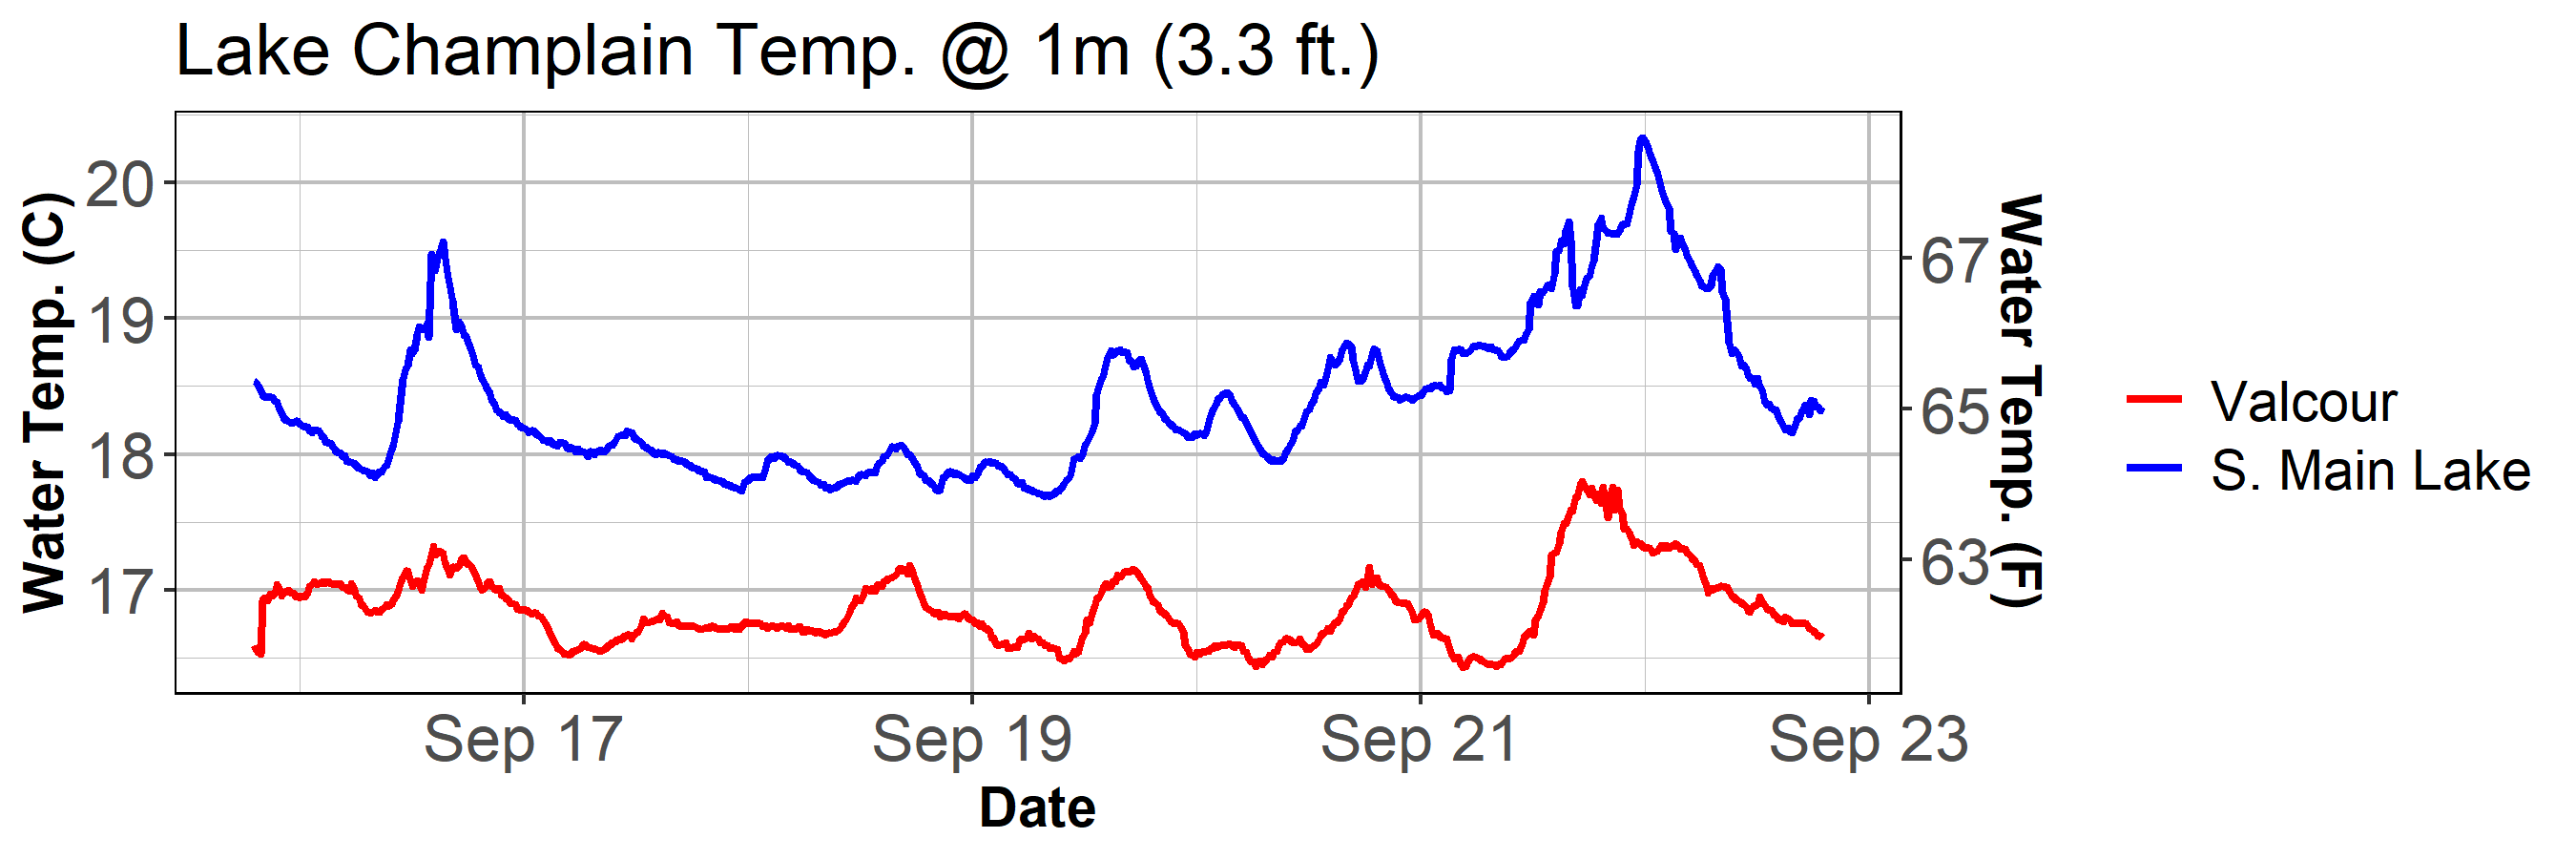 Lake Champlain Temp. @ 1m (3.3 ft.)
Water Temp. (C)
20
19
18
17
67
65
63
Water Temp. (F)
Sep 17
Sep 19
Sep 21
Sep 23
Date
Valcour
S. Main Lake